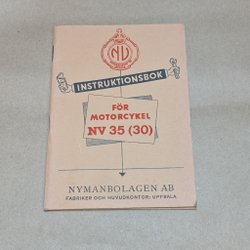 NV
INSTRUKTIONSBOK
FÖR
MOTORCYKEL
NV 35 (30)
NYMANBOLAGEN AB
FABRIKER OCH HUVUDKONTOR: UPPSALA